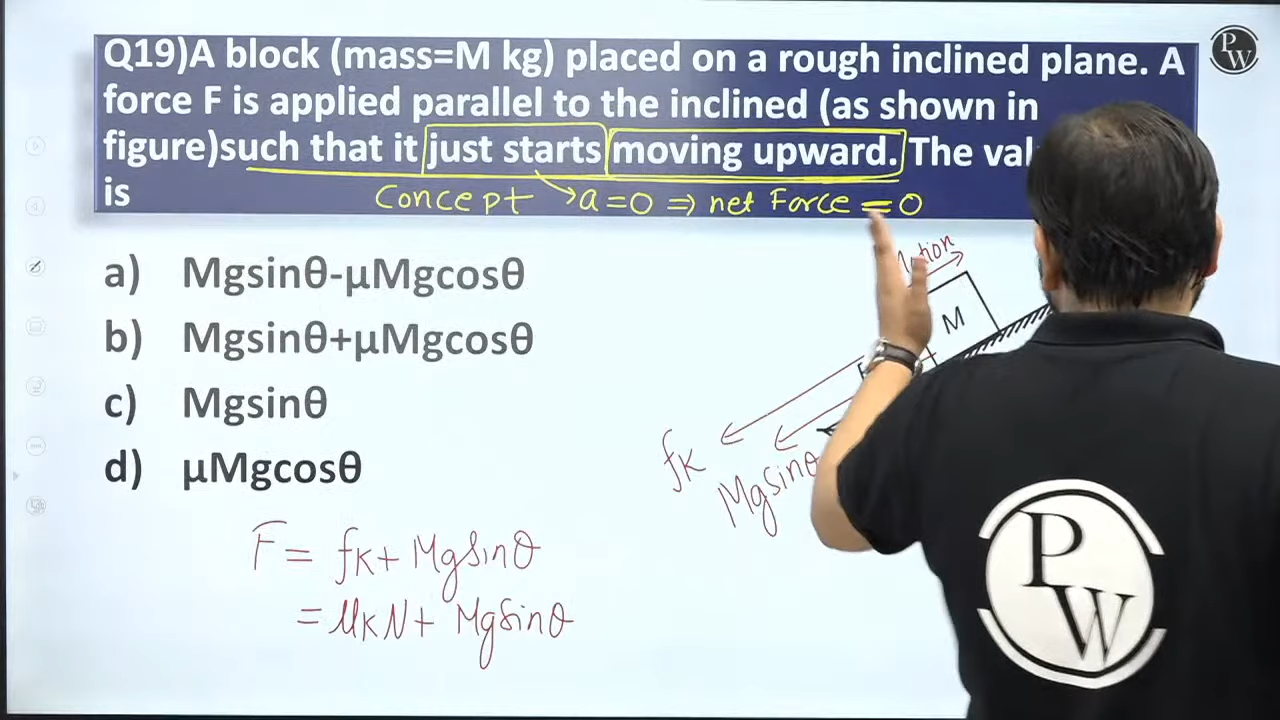 Q19)A block (mass=M kg) placed on a rough inclined plane. A
force F is applied parallel to the inclined (as shown in
figure)such that it just starts moving upward. The
is
Concept → a=0 ⇒ net Force = 0
a) Mgsinθ-μMgcosθ
b) Mgsinθ+μMgcosθ
c) Mgsinθ
d) μMgcosθ
M
fK
Mgsinθ
F = fK+ Mgsinθ
= μKN+ Mgsinθ
PW
PW